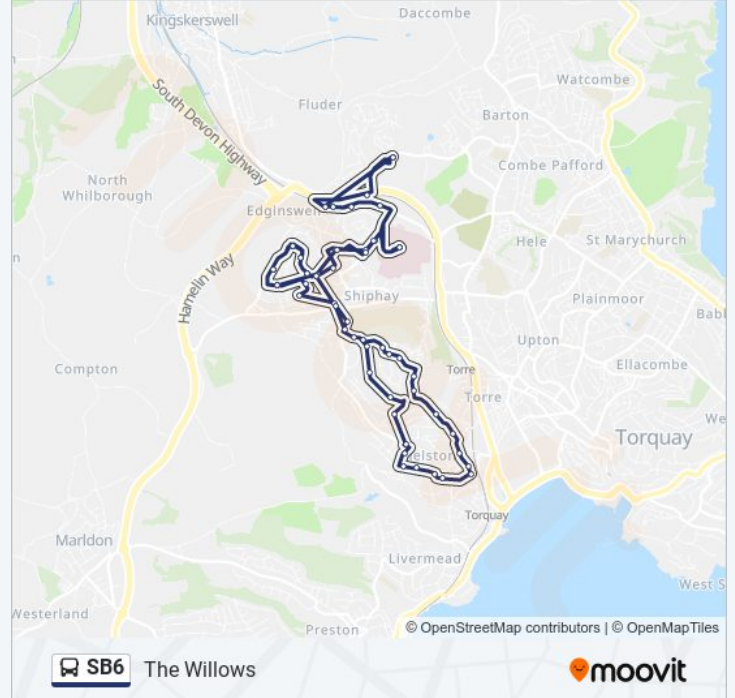 Daccombe
Kingskerswell
Watcombe
South Devon Highway
Fluder
Barton
Combe Pafford
North
Whilborough
Edginswell
Hele
St Marychurch
Hamelin Way
Shiphay
Plainmoor
Bab
Upton
Compton
Torre
Ellacombe
Torre
We
Torquay
elston
Torquay
Marldon
Livermead
West S
Westerland
Preston
© OpenStreetMap contributors | © OpenMapTiles
SB6 The Willows
moovit